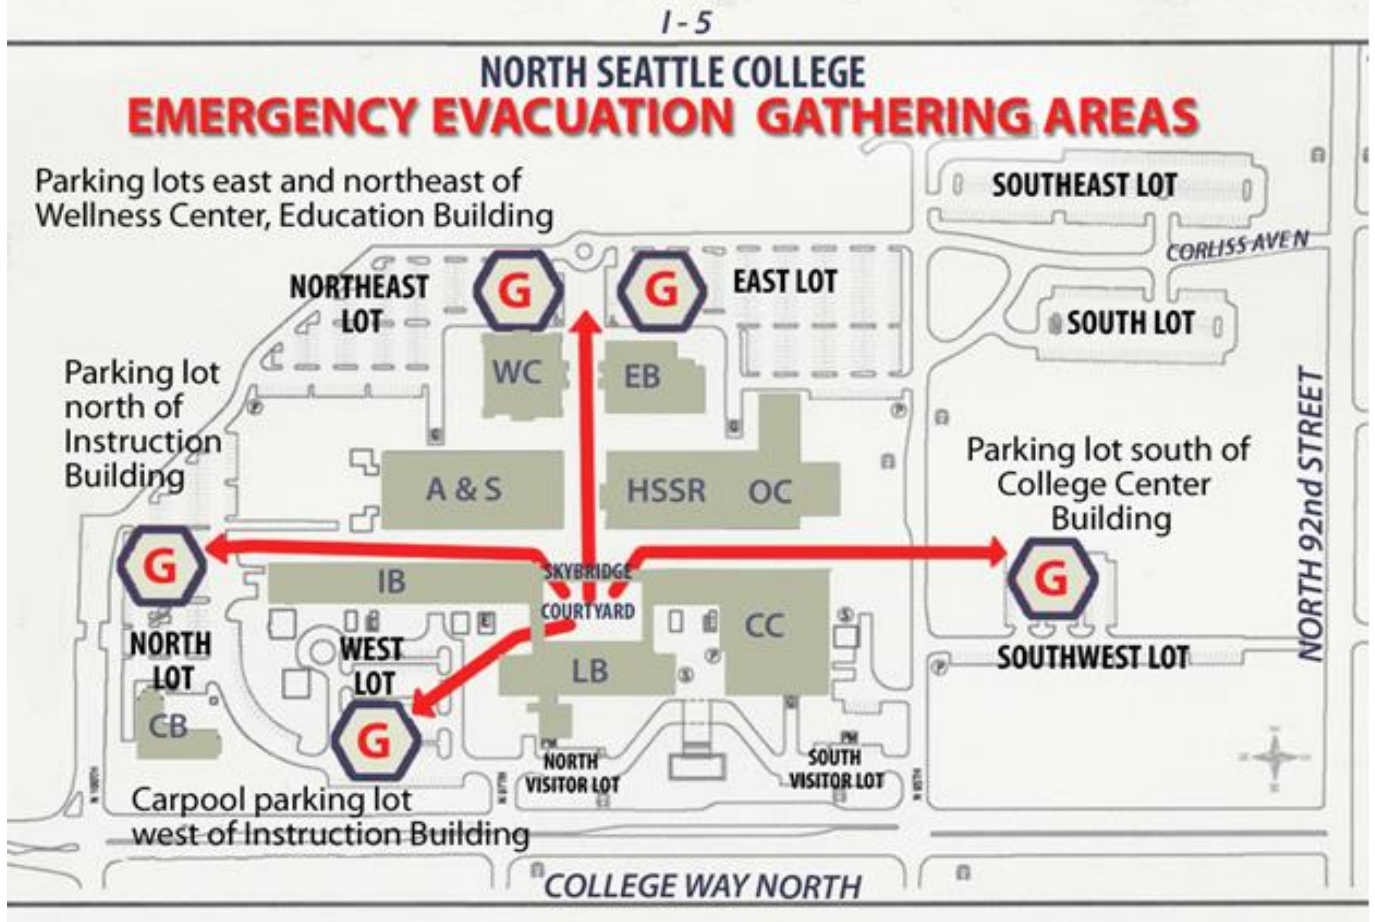 I - 5
NORTH SEATTLE COLLEGE
EMERGENCY EVACUATION GATHERING AREAS
Parking lots east and northeast of
Wellness Center, Education Building
SOUTHEAST LOT
CORLISS AVE N
NORTHEAST
LOT
G
G
EAST LOT
SOUTH LOT
WC
EB
Parking lot
north of
Instruction
Building
A & S
HSSR
OC
Parking lot south of
College Center
Building
NORTH 92nd STREET
G
SKYBRIDGE
COURTYARD
IB
CC
G
SOUTHWEST LOT
NORTH
LOT
WEST
LOT
LB
CB
G
NORTH
VISITOR LOT
SOUTH
VISITOR LOT
Carpool parking lot
west of Instruction Building
COLLEGE WAY NORTH